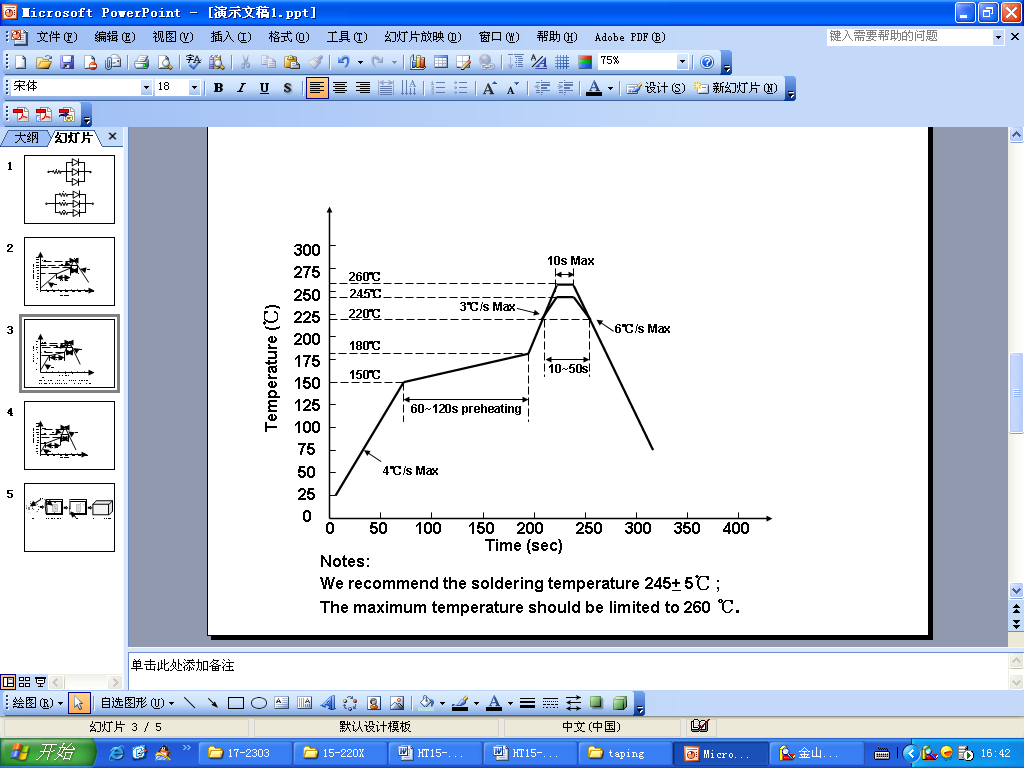 Microsoft PowerPoint - [演示文稿1.ppt]
文件(F) 编辑(E) 视图(V) 插入(I) 格式(O) 工具(T) 幻灯片放映(D) 窗口(W) 帮助(H) Adobe PDF(B) 键入需要帮助的问题
75%
宋体 18 B I U S A A A 设计(S) 新幻灯片(N)
大纲 幻灯片
1
2
3
4
5
300
275
250
225
200
175
150
125
100
75
50
25
0
Temperature (℃)
260℃
245℃
220℃
180℃
150℃
10s Max
3℃/s Max
6℃/s Max
10~50s
60~120s preheating
4℃/s Max
0 50 100 150 200 250 300 350 400
Time (sec)
Notes:
We recommend the soldering temperature 245± 5℃ ;
The maximum temperature should be limited to 260 ℃.
单击此处添加备注
绘图(R) 自选图形(U)
幻灯片 3 / 5 默认设计模板 中文(中国)
开始 17-2303 15-220X HT15-... HT15-... taping Micro... 金山... 16:42